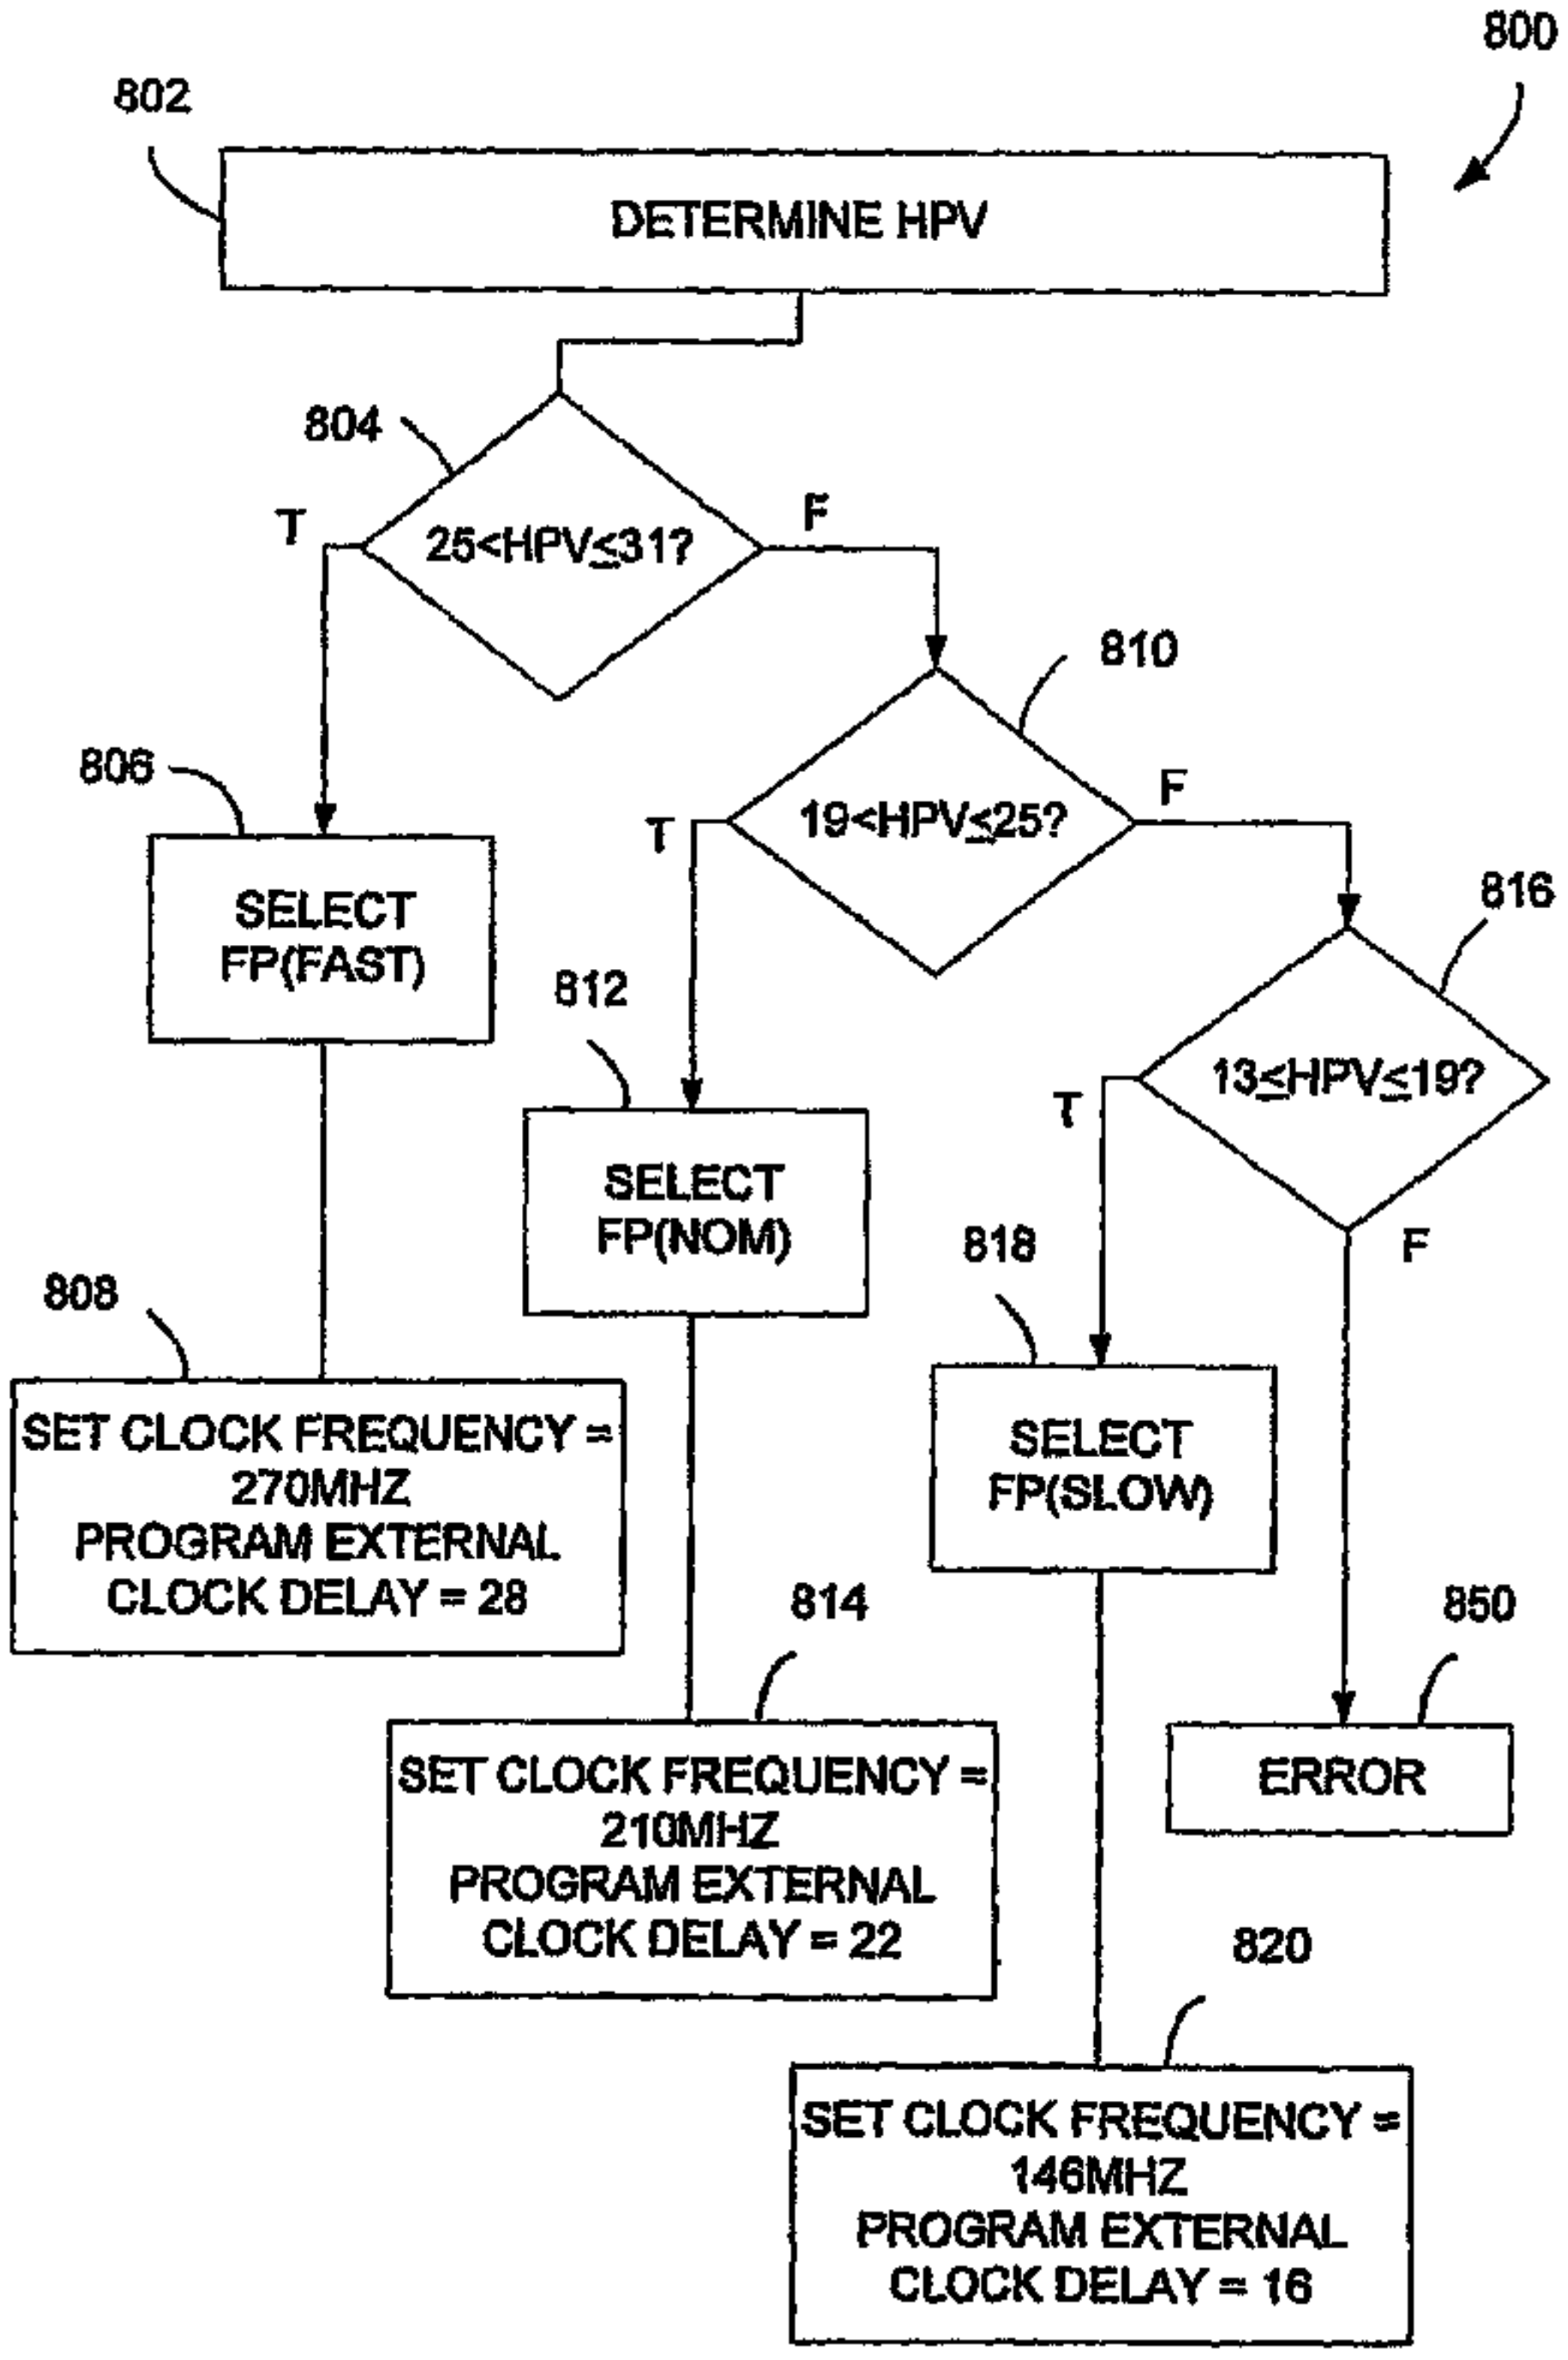 800
802
DETERMINE HPV
804
T
25<HPV≤31?
F
810
806
T
19<HPV≤25?
F
816
SELECT
FP(FAST)
812
T
13≤HPV≤19?
SELECT
FP(NOM)
818
F
808
SET CLOCK FREQUENCY =
270MHZ
PROGRAM EXTERNAL
CLOCK DELAY = 28
SELECT
FP(SLOW)
814
850
SET CLOCK FREQUENCY =
210MHZ
PROGRAM EXTERNAL
CLOCK DELAY = 22
ERROR
820
SET CLOCK FREQUENCY =
146MHZ
PROGRAM EXTERNAL
CLOCK DELAY = 16